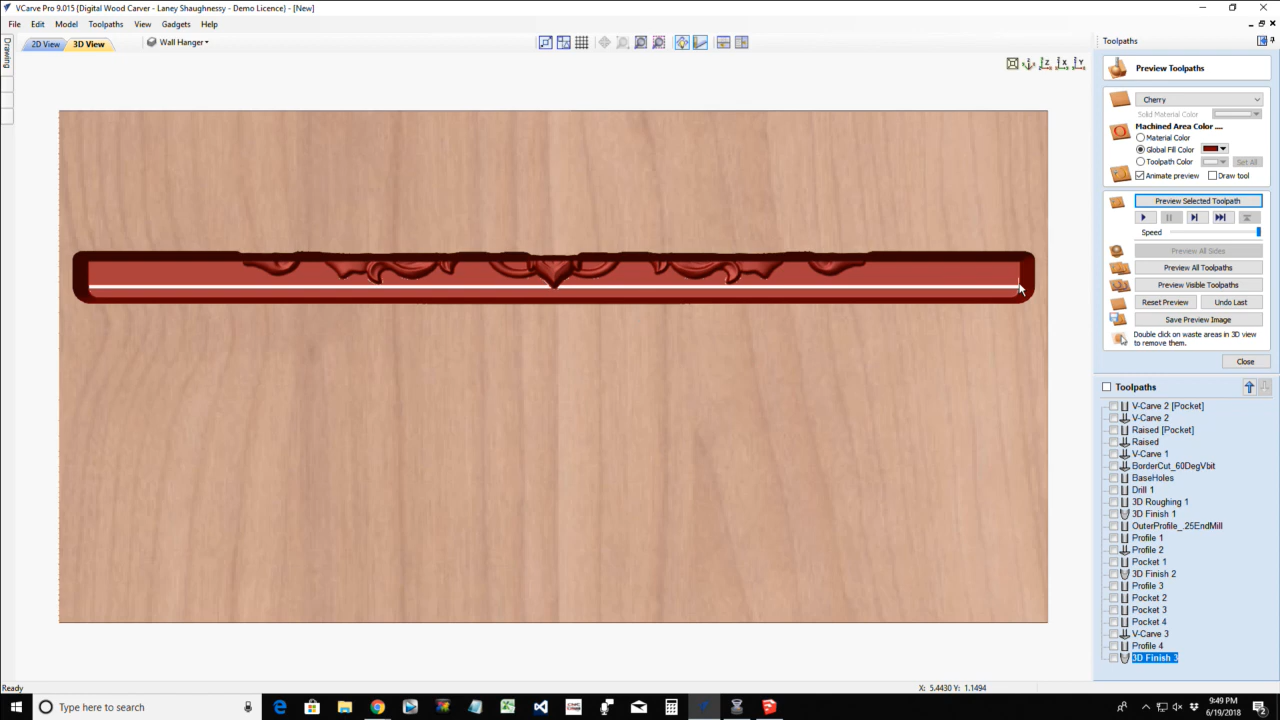 VCarve Pro 9.015 {Digital Wood Carver - Laney Shaughnessy - Demo Licence} - [New]
File Edit Model Toolpaths View Gadgets Help
2D View 3D View Wall Hanger
Drawing
Toolpaths
Preview Toolpaths
Cherry
Solid Material Color
Machined Area Color ....
Material Color
Global Fill Color
Toolpath Color Set All
Animate preview Draw tool
Preview Selected Toolpath
Speed
Preview All Sides
Preview All Toolpaths
Preview Visible Toolpaths
Reset Preview Undo Last
Save Preview Image
Double click on waste areas in 3D view
to remove them.
Close
Toolpaths
V-Carve 2 [Pocket]
V-Carve 2
Raised [Pocket]
Raised
V-Carve 1
BorderCut_60DegVbit
BaseHoles
Drill 1
3D Roughing 1
3D Finish 1
OuterProfile_.25EndMill
Profile 1
Profile 2
Pocket 1
3D Finish 2
Profile 3
Pocket 2
Pocket 3
Pocket 4
V-Carve 3
Profile 4
3D Finish 3
Ready X: 5.4430 Y: 1.1494
Type here to search
9:49 PM
6/19/2018